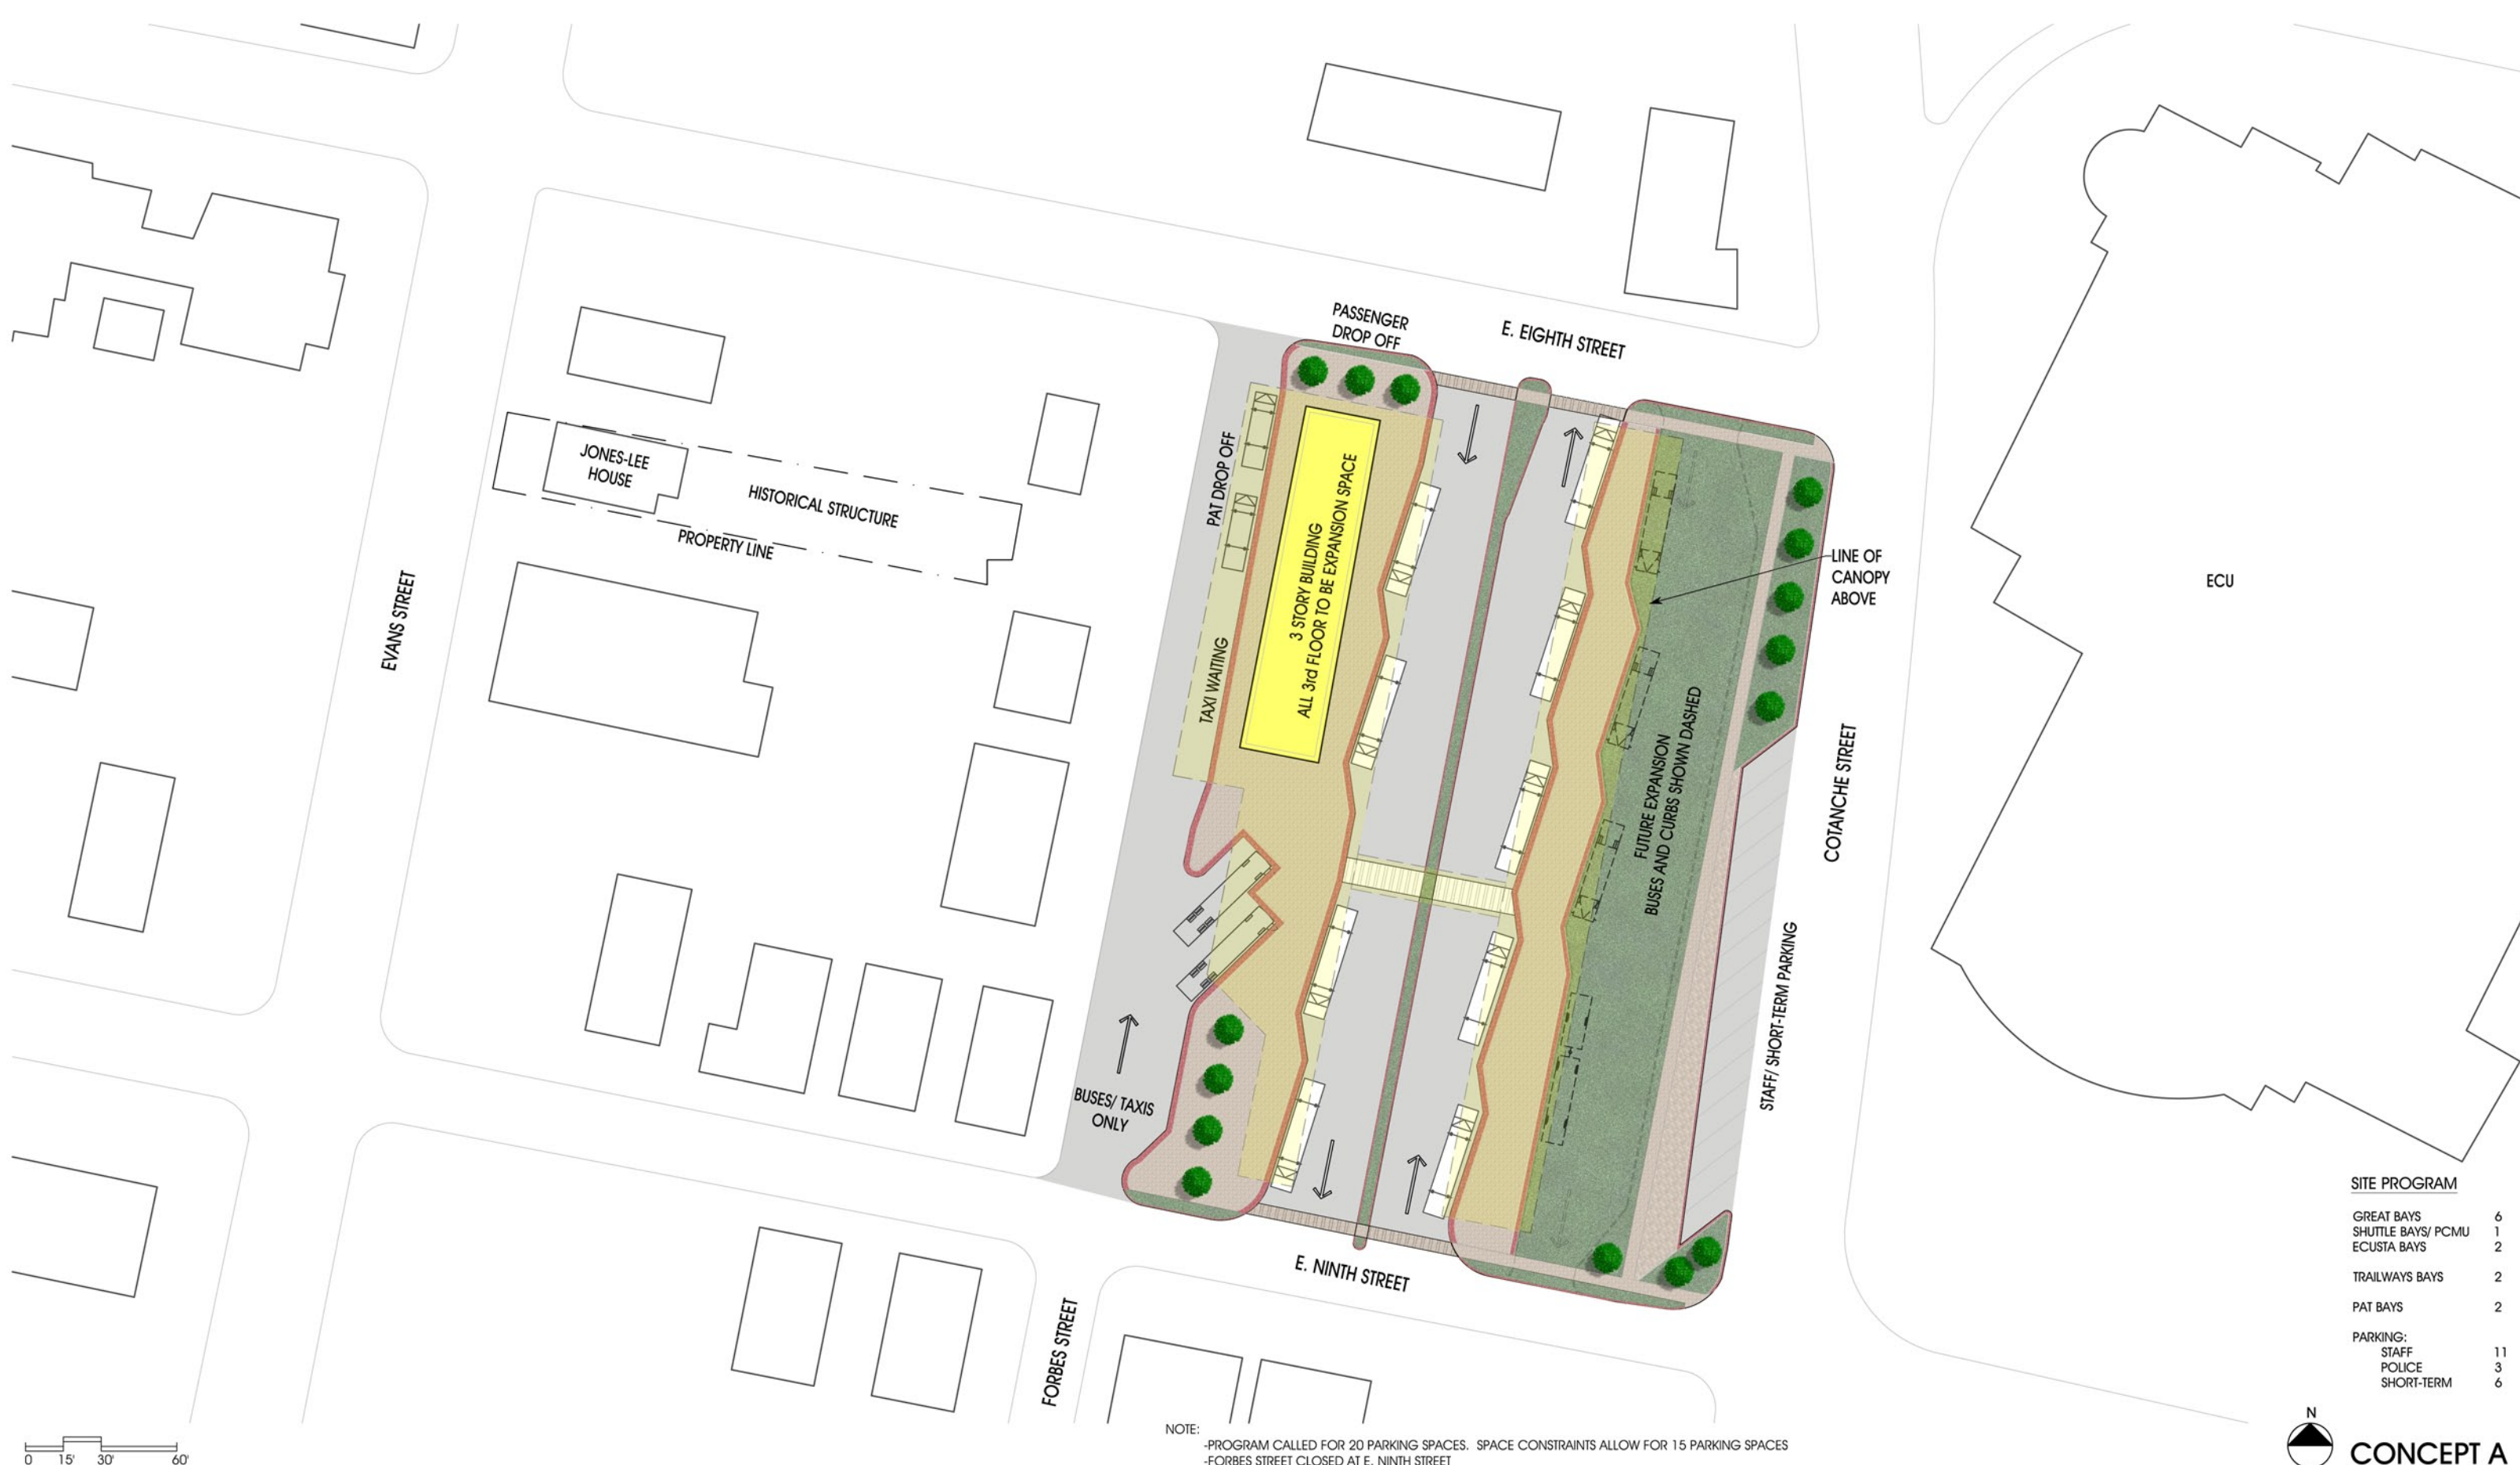 PASSENGER
DROP OFF
E. EIGHTH STREET
JONES-LEE
HOUSE
HISTORICAL STRUCTURE
PROPERTY LINE
EVANS STREET
PAT DROP OFF
TAXI WAITING
3 STORY BUILDING
ALL 3rd FLOOR TO BE EXPANSION SPACE
LINE OF
CANOPY
ABOVE
ECU
FUTURE EXPANSION
BUSES AND CURBS SHOWN DASHED
COTANCHE STREET
STAFF/ SHORT-TERM PARKING
BUSES/ TAXIS
ONLY
E. NINTH STREET
FORBES STREET
SITE PROGRAM
GREAT BAYS 6
SHUTTLE BAYS/ PCMU 1
ECUSTA BAYS 2
TRAILWAYS BAYS 2
PAT BAYS 2
PARKING:
STAFF 11
POLICE 3
SHORT-TERM 6
NOTE:
-PROGRAM CALLED FOR 20 PARKING SPACES. SPACE CONSTRAINTS ALLOW FOR 15 PARKING SPACES
-FORBES STREET CLOSED AT E. NINTH STREET
0 15' 30' 60'
N
CONCEPT A